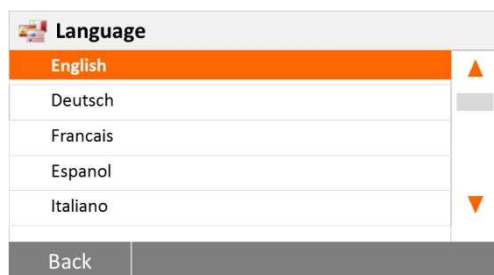 Language
English
Deutsch
Francais
Espanol
Italiano
Back